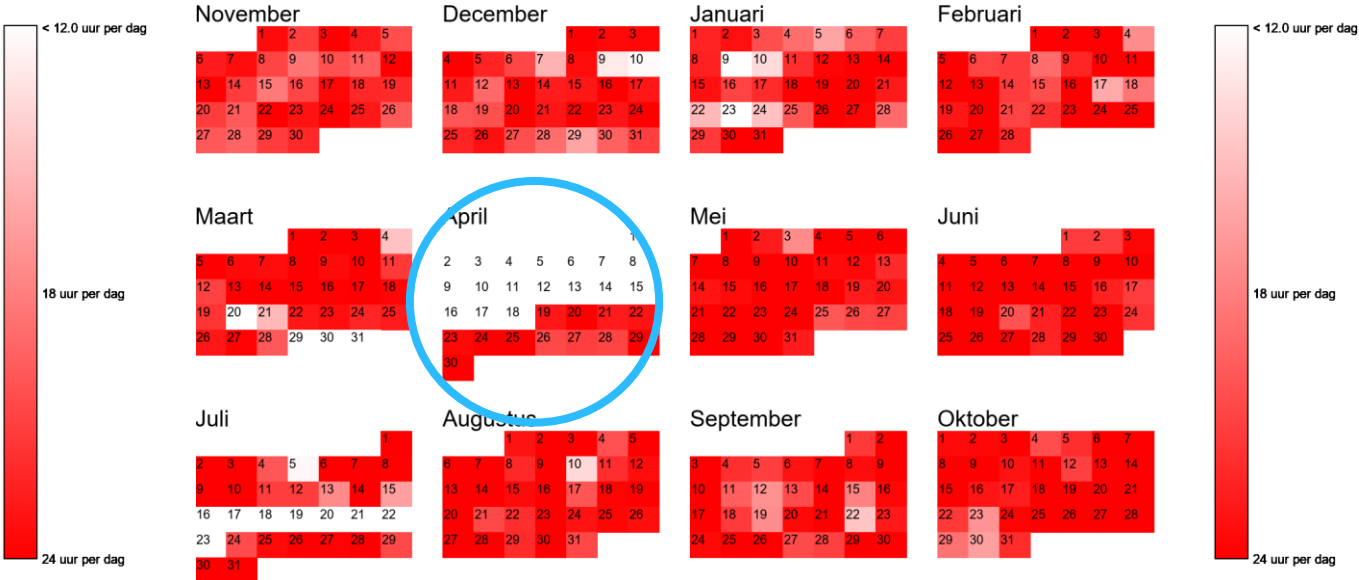 < 12.0 uur per dag
18 uur per dag
24 uur per dag
November
1 2 3 4 5
6 7 8 9 10 11 12
13 14 15 16 17 18 19
20 21 22 23 24 25 26
27 28 29 30
December
1 2 3
4 5 6 7 8 9 10
11 12 13 14 15 16 17
18 19 20 21 22 23 24
25 26 27 28 29 30 31
Januari
1 2 3 4 5 6 7
8 9 10 11 12 13 14
15 16 17 18 19 20 21
22 23 24 25 26 27 28
29 30 31
Februari
1 2 3 4
5 6 7 8 9 10 11
12 13 14 15 16 17 18
19 20 21 22 23 24 25
26 27 28
Maart
1 2 3 4
5 6 7 8 9 10 11
12 13 14 15 16 17 18
19 20 21 22 23 24 25
26 27 28 29 30 31
April
1
2 3 4 5 6 7 8
9 10 11 12 13 14 15
16 17 18 19 20 21 22
23 24 25 26 27 28 29
30
Mei
1 2 3 4 5 6
7 8 9 10 11 12 13
14 15 16 17 18 19 20
21 22 23 24 25 26 27
28 29 30 31
Juni
1 2 3
4 5 6 7 8 9 10
11 12 13 14 15 16 17
18 19 20 21 22 23 24
25 26 27 28 29 30
Juli
1
2 3 4 5 6 7 8
9 10 11 12 13 14 15
16 17 18 19 20 21 22
23 24 25 26 27 28 29
30 31
Augustus
1 2 3 4 5
6 7 8 9 10 11 12
13 14 15 16 17 18 19
20 21 22 23 24 25 26
27 28 29 30 31
September
1 2
3 4 5 6 7 8 9
10 11 12 13 14 15 16
17 18 19 20 21 22 23
24 25 26 27 28 29 30
Oktober
1 2 3 4 5 6 7
8 9 10 11 12 13 14
15 16 17 18 19 20 21
22 23 24 25 26 27 28
29 30 31
< 12.0 uur per dag
18 uur per dag
24 uur per dag